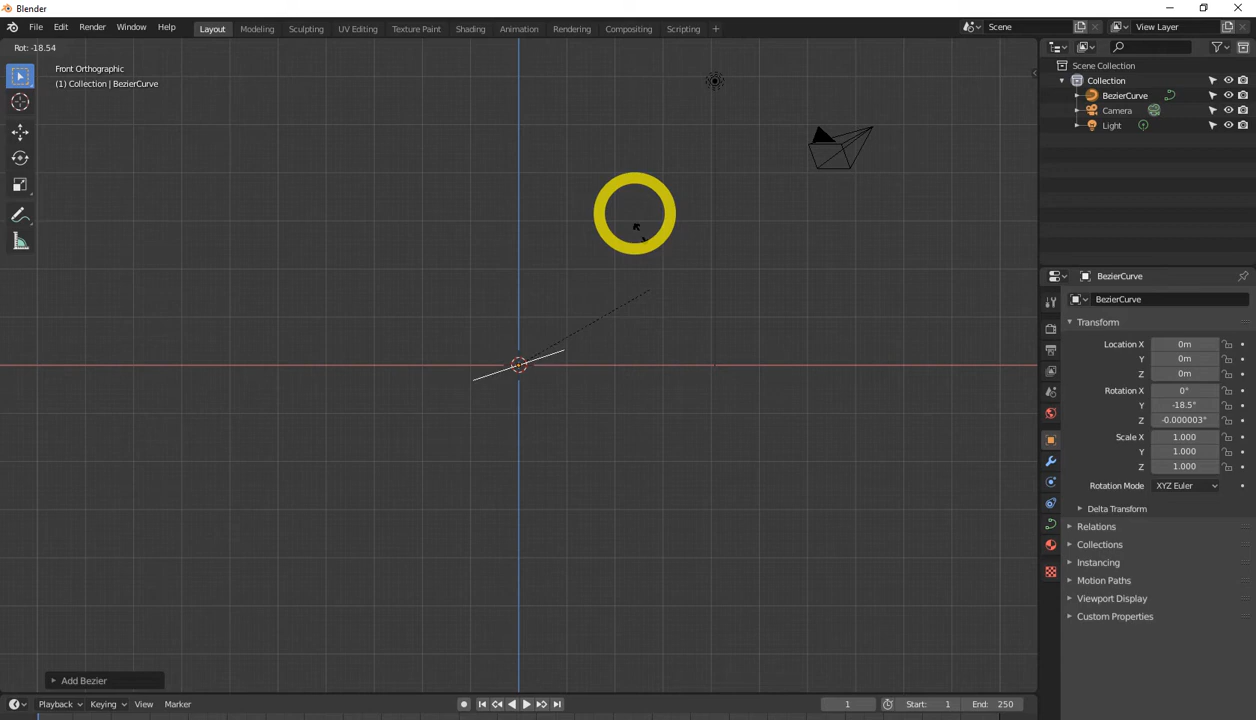 Blender
File Edit Render Window Help Layout Modeling Sculpting UV Editing Texture Paint Shading Animation Rendering Compositing Scripting + Scene View Layer
Rot: -18.54
Front Orthographic
(1) Collection | BezierCurve
Scene Collection
Collection
BezierCurve
Camera
Light
BezierCurve
BezierCurve
Transform
Location X 0m
Y 0m
Z 0m
Rotation X 0°
Y -18.5°
Z -0.000003°
Scale X 1.000
Y 1.000
Z 1.000
Rotation Mode XYZ Euler
Delta Transform
Relations
Collections
Instancing
Motion Paths
Viewport Display
Custom Properties
Add Bezier
Playback Keying View Marker 1 Start: 1 End: 250